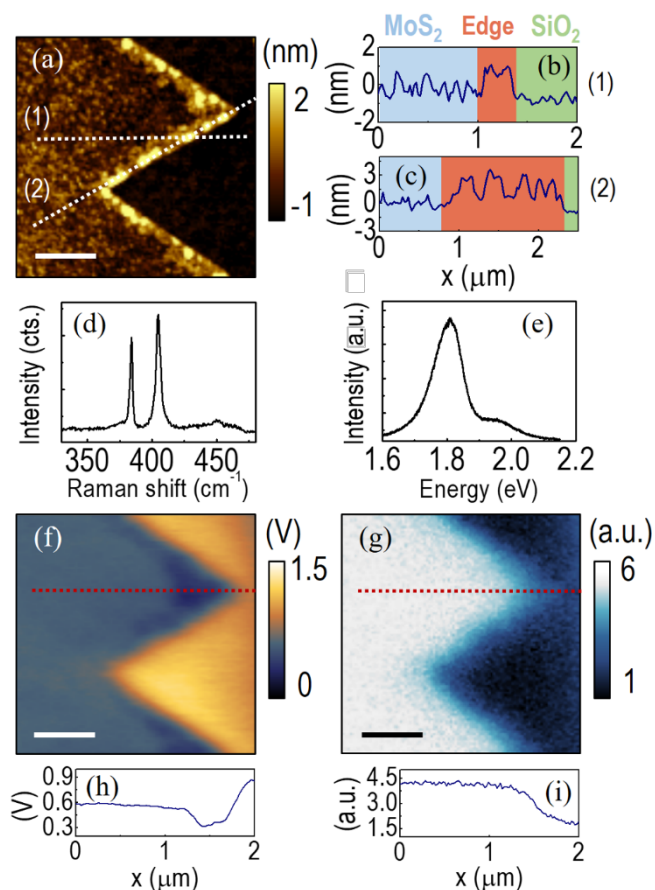 MoS2 Edge SiO2
(a)
(nm)
2
-1
(1)
(2)
(b)
(nm)
2
0
-2
0 1 2
(1)
(c)
(nm)
3
0
-3
0 1 2
(2)
x (μm)
(d)
Intensity (cts.)
350 400 450
Raman shift (cm-1)
(e)
Intensity (a.u.)
1.6 1.8 2.0 2.2
Energy (eV)
(f)
(V)
1.5
0
(g)
(a.u.)
6
1
(h)
(V)
0.9
0.6
0.3
0 1 2
x (μm)
(i)
(a.u.)
4.5
3.0
1.5
0 1 2
x (μm)